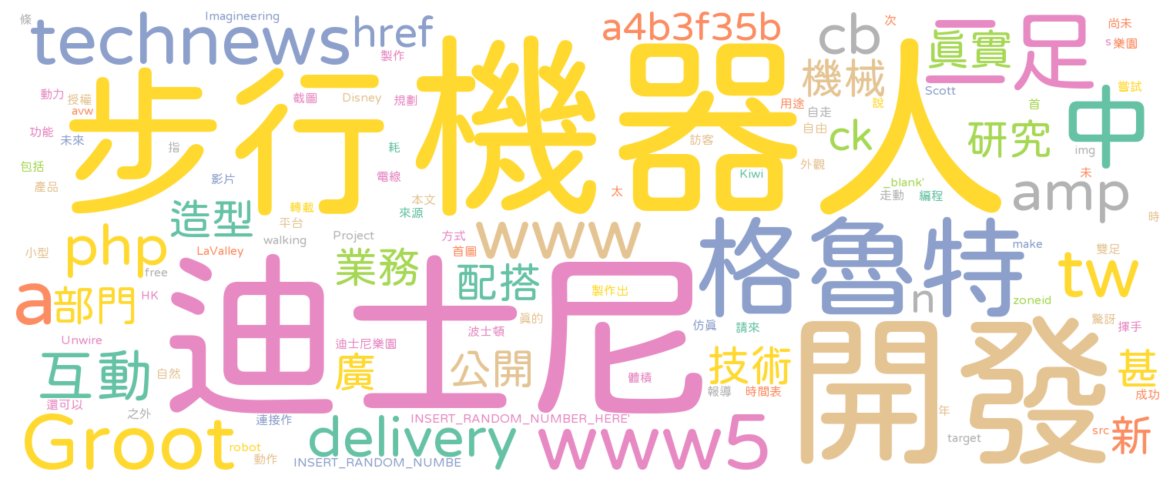 條
Imagineering
technews
href
製作
a4b3f35b
cb
次
眞實
二足
尚未
s
樂園
步行機器人
機械
動力
授權
avw
截圖
Disney
規劃
用途
自走
說
Scott
首
嘗試
中
功能
未來
指
耗
訪客
自由
ck
研究
img
包括
產品
影片
電線
Kiwi
外觀
_blank'
走動
編程
未
太
amp
造型
轉載
平台
本文
來源
www
格魯特
時
php
小型
LaValley
walking
Project
方式
首圖
業務
配搭
make
雙足
tw
free
a
部門
HK
迪士尼
製作出
n
zoneid
眞的
波士頓
仿眞
請來
開發
驚訝
揮手
Unwire
互動
自然
迪士尼樂園
廣
公開
體積
技術
報導
時間表
甚
成功
還可以
之外
連接作
INSERT_RANDOM_NUMBER_HERE'
年
Groot
robot
動作
delivery
INSERT_RANDOM_NUMBE
www5
target
src
新